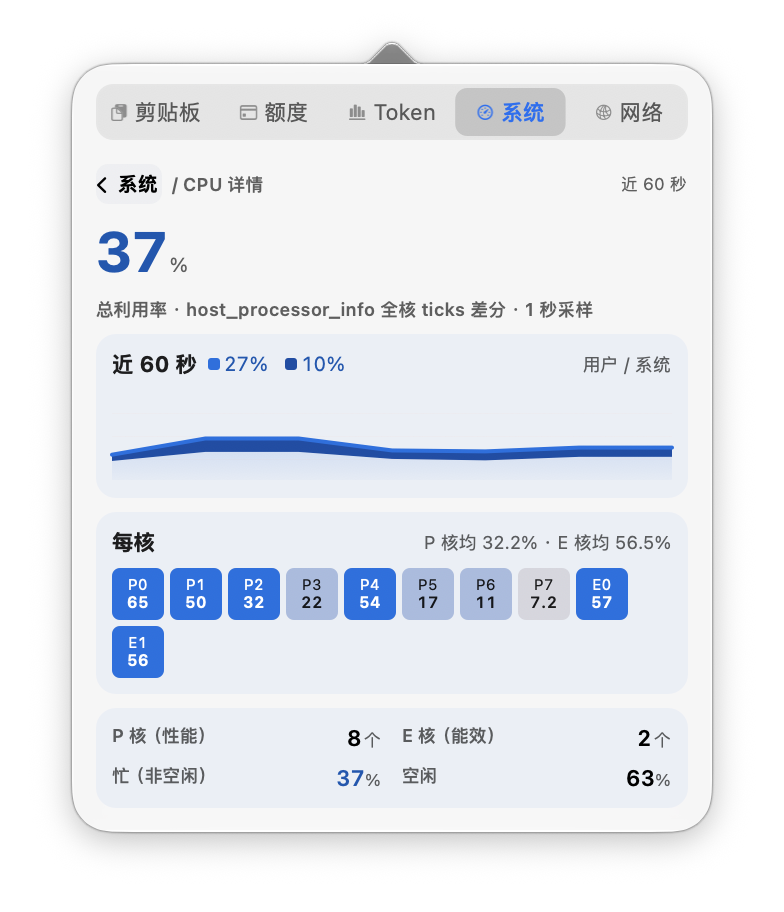 剪贴板 额度 Token 系统 网络
系统 / CPU 详情 近 60 秒
37%
总利用率 · host_processor_info 全核 ticks 差分 · 1 秒采样
近 60 秒 27% 10% 用户 / 系统
每核 P 核均 32.2% · E 核均 56.5%
P0 P1 P2 P3 P4 P5 P6 P7 E0
65 50 32 22 54 17 11 7.2 57
E1
56
P 核（性能） 8个 E 核（能效） 2个
忙（非空闲） 37% 空闲 63%